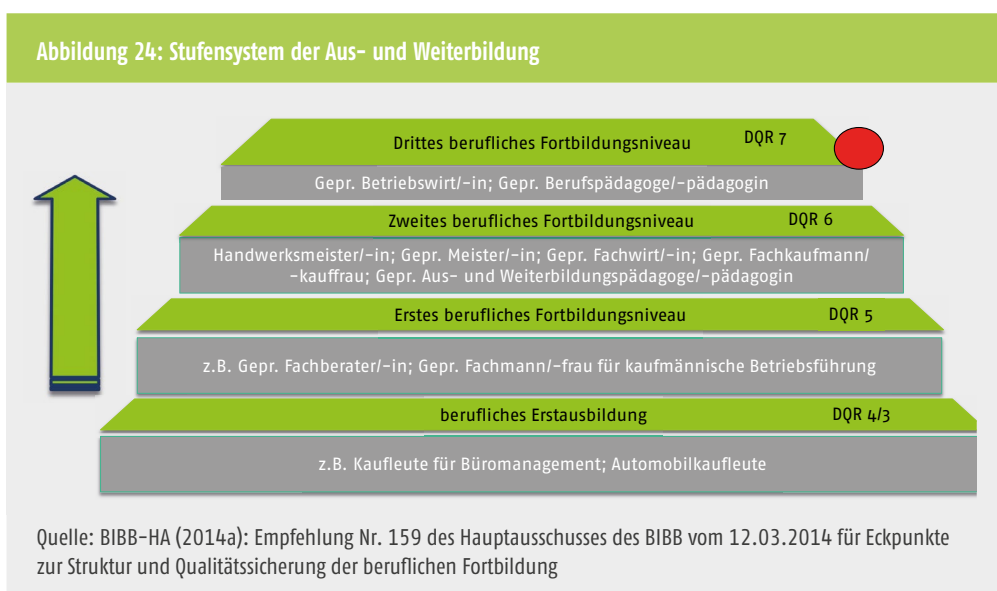 Abbildung 24: Stufensystem der Aus- und Weiterbildung
Drittes berufliches Fortbildungsniveau DQR 7
Gepr. Betriebswirt/-in; Gepr. Berufspädagoge/-pädagogin
Zweites berufliches Fortbildungsniveau DQR 6
Handwerksmeister/-in; Gepr. Meister/-in; Gepr. Fachwirt/-in; Gepr. Fachkaufmann/
-kauffrau; Gepr. Aus- und Weiterbildungspädagoge/-pädagogin
Erstes berufliches Fortbildungsniveau DQR 5
z.B. Gepr. Fachberater/-in; Gepr. Fachmann/-frau für kaufmännische Betriebsführung
berufliches Erstausbildung DQR 4/3
z.B. Kaufleute für Büromanagement; Automobilkaufleute
Quelle: BIBB-HA (2014a): Empfehlung Nr. 159 des Hauptausschusses des BIBB vom 12.03.2014 für Eckpunkte
zur Struktur und Qualitätssicherung der beruflichen Fortbildung